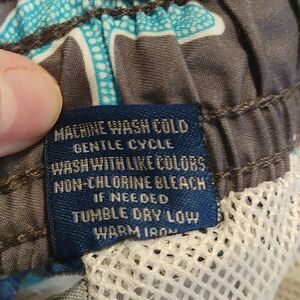 MACHINE WASH COLD
GENTLE CYCLE
WASH WITH LIKE COLORS
NON-CHLORINE BLEACH
IF NEEDED
TUMBLE DRY LOW
WARM IRON